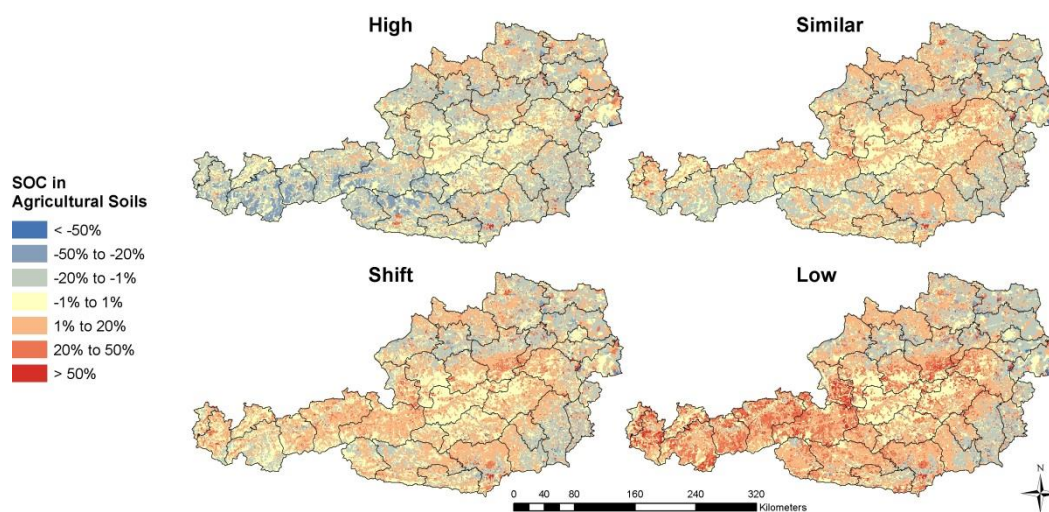 High
Similar
SOC in
Agricultural Soils
< -50%
-50% to -20%
-20% to -1%
-1% to 1%
1% to 20%
20% to 50%
> 50%
Shift
Low
0 20 40 80 160 240 320
Kilometers
N